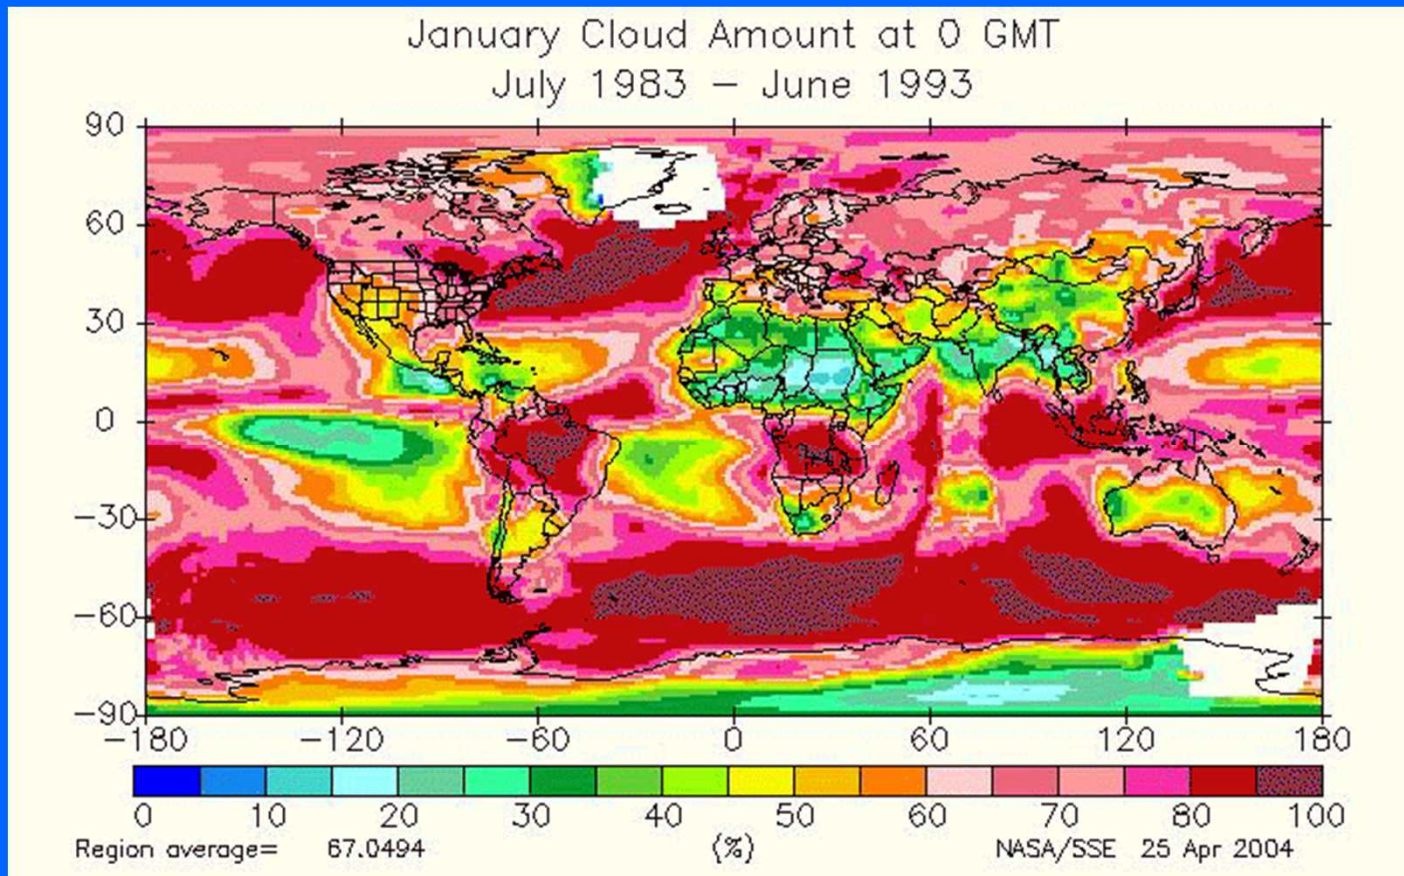 January Cloud Amount at 0 GMT
July 1983 – June 1993
90
60
30
0
−30
−60
−90
−180 −120 −60 0 60 120 180
0 10 20 30 40 50 60 70 80 100
Region average= 67.0494 (%) NASA/SSE 25 Apr 2004